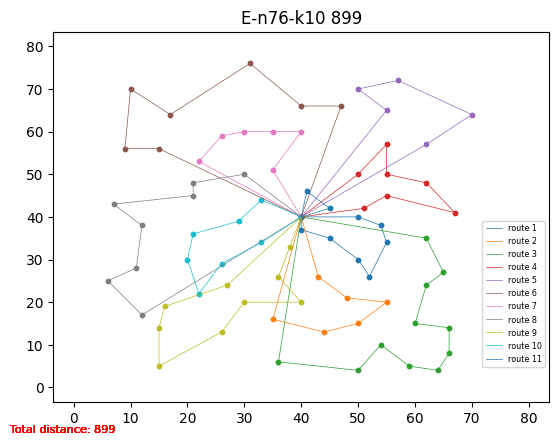 E-n76-k10 899
80
70
60
50
40
30
20
10
0
route 1
route 2
route 3
route 4
route 5
route 6
route 7
route 8
route 9
route 10
route 11
0 10 20 30 40 50 60 70 80
Total distance: 899